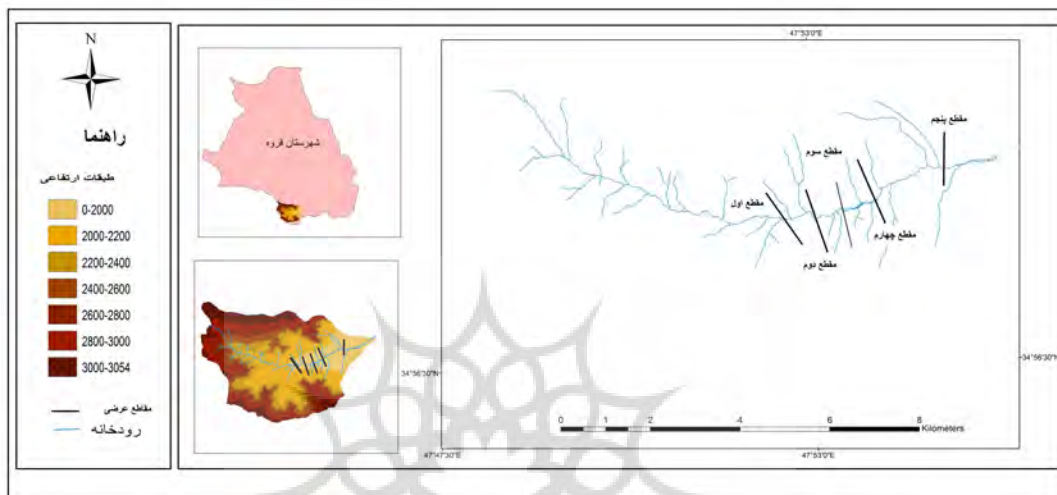 N
راهنما
طبقات ارتفاعی
0-2000
2000-2200
2200-2400
2400-2600
2600-2800
2800-3000
3000-3054
مقاطع عرضی
رودخانه
شهرستان قروه
47°53'0"E
مقطع پنجم
مقطع سوم
مقطع اول
مقطع چهارم
مقطع دوم
34°56'30"N
34°56'30"N
0 1 2 4 6 8
Kilometers
47°47'30"E
47°53'0"E